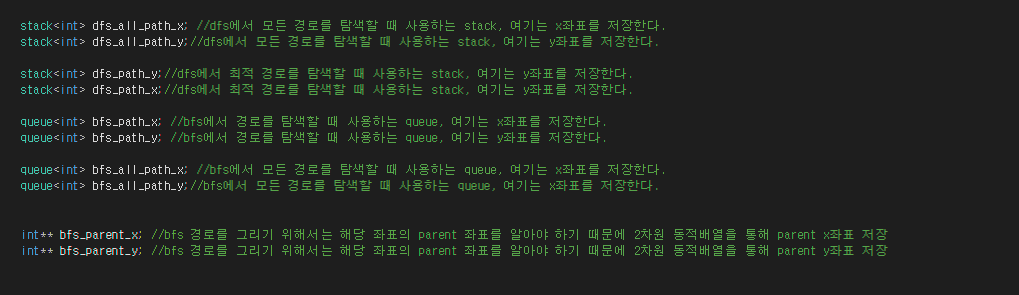 stack<int> dfs_all_path_x; //dfs에서 모든 경로를 탐색할 때 사용하는 stack, 여기는 x좌표를 저장한다.
stack<int> dfs_all_path_y;//dfs에서 모든 경로를 탐색할 때 사용하는 stack, 여기는 y좌표를 저장한다.
stack<int> dfs_path_y;//dfs에서 최적 경로를 탐색할 때 사용하는 stack, 여기는 y좌표를 저장한다.
stack<int> dfs_path_x;//dfs에서 최적 경로를 탐색할 때 사용하는 stack, 여기는 y좌표를 저장한다.
queue<int> bfs_path_x; //bfs에서 경로를 탐색할 때 사용하는 queue, 여기는 x좌표를 저장한다.
queue<int> bfs_path_y; //bfs에서 경로를 탐색할 때 사용하는 queue, 여기는 y좌표를 저장한다.
queue<int> bfs_all_path_x; //bfs에서 모든 경로를 탐색할 때 사용하는 queue, 여기는 x좌표를 저장한다.
queue<int> bfs_all_path_y;//bfs에서 모든 경로를 탐색할 때 사용하는 queue, 여기는 x좌표를 저장한다.
int** bfs_parent_x; //bfs 경로를 그리기 위해서는 해당 좌표의 parent 좌표를 알아야 하기 때문에 2차원 동적배열을 통해 parent x좌표 저장
int** bfs_parent_y; //bfs 경로를 그리기 위해서는 해당 좌표의 parent 좌표를 알아야 하기 때문에 2차원 동적배열을 통해 parent y좌표 저장